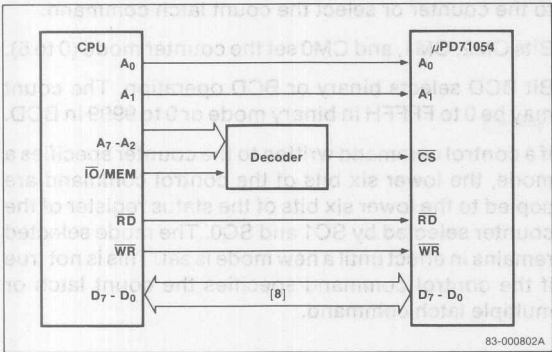 CPU
μPD71054
A0
A0
A1
A1
A7 - A2
Decoder
CS
IO/MEM
RD
RD
WR
WR
D7 - D0
[8]
D7 - D0
83-000802A